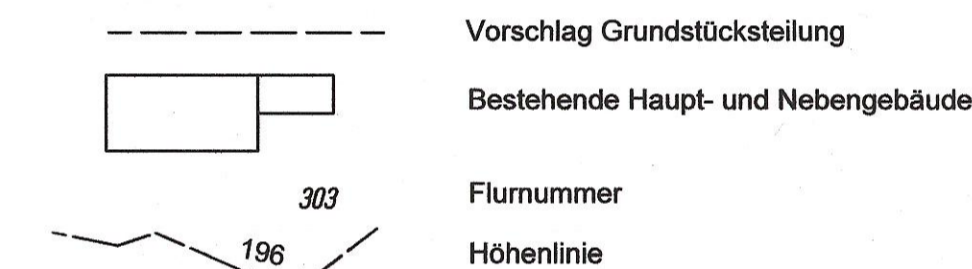 Vorschlag Grundstücksteilung
Bestehende Haupt- und Nebengebäude
303 Flurnummer
196 Höhenlinie